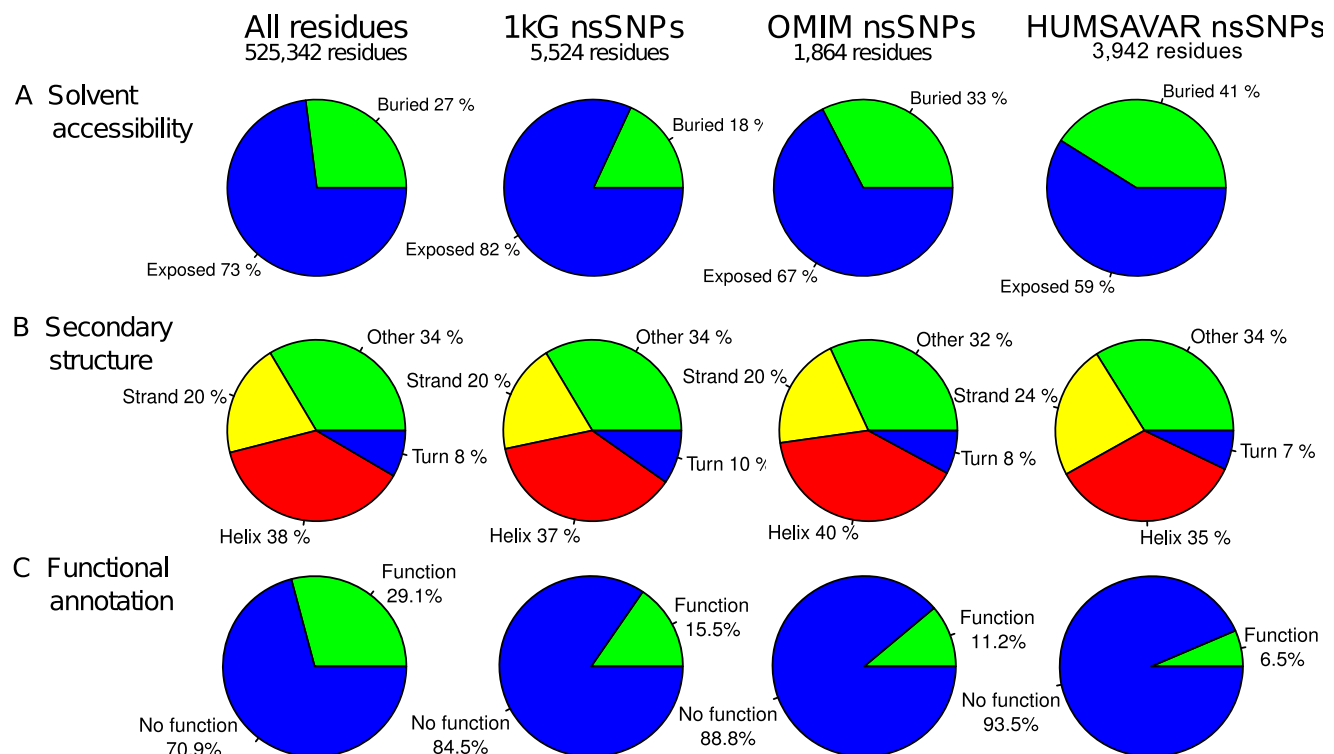 All residues
525,342 residues
1kG nsSNPs
5,524 residues
OMIM nsSNPs
1,864 residues
HUMSAVAR nsSNPs
3,942 residues
A Solvent
accessibility
Buried 27 %
Exposed 73 %
Buried 18 %
Exposed 82 %
Buried 33 %
Exposed 67 %
Buried 41 %
Exposed 59 %
B Secondary
structure
Other 34 %
Strand 20 %
Turn 8 %
Helix 38 %
Other 34 %
Strand 20 %
Turn 10 %
Helix 37 %
Other 32 %
Strand 20 %
Turn 8 %
Helix 40 %
Other 34 %
Strand 24 %
Turn 7 %
Helix 35 %
C Functional
annotation
Function
29.1%
No function
70.9%
Function
15.5%
No function
84.5%
Function
11.2%
No function
88.8%
Function
6.5%
No function
93.5%